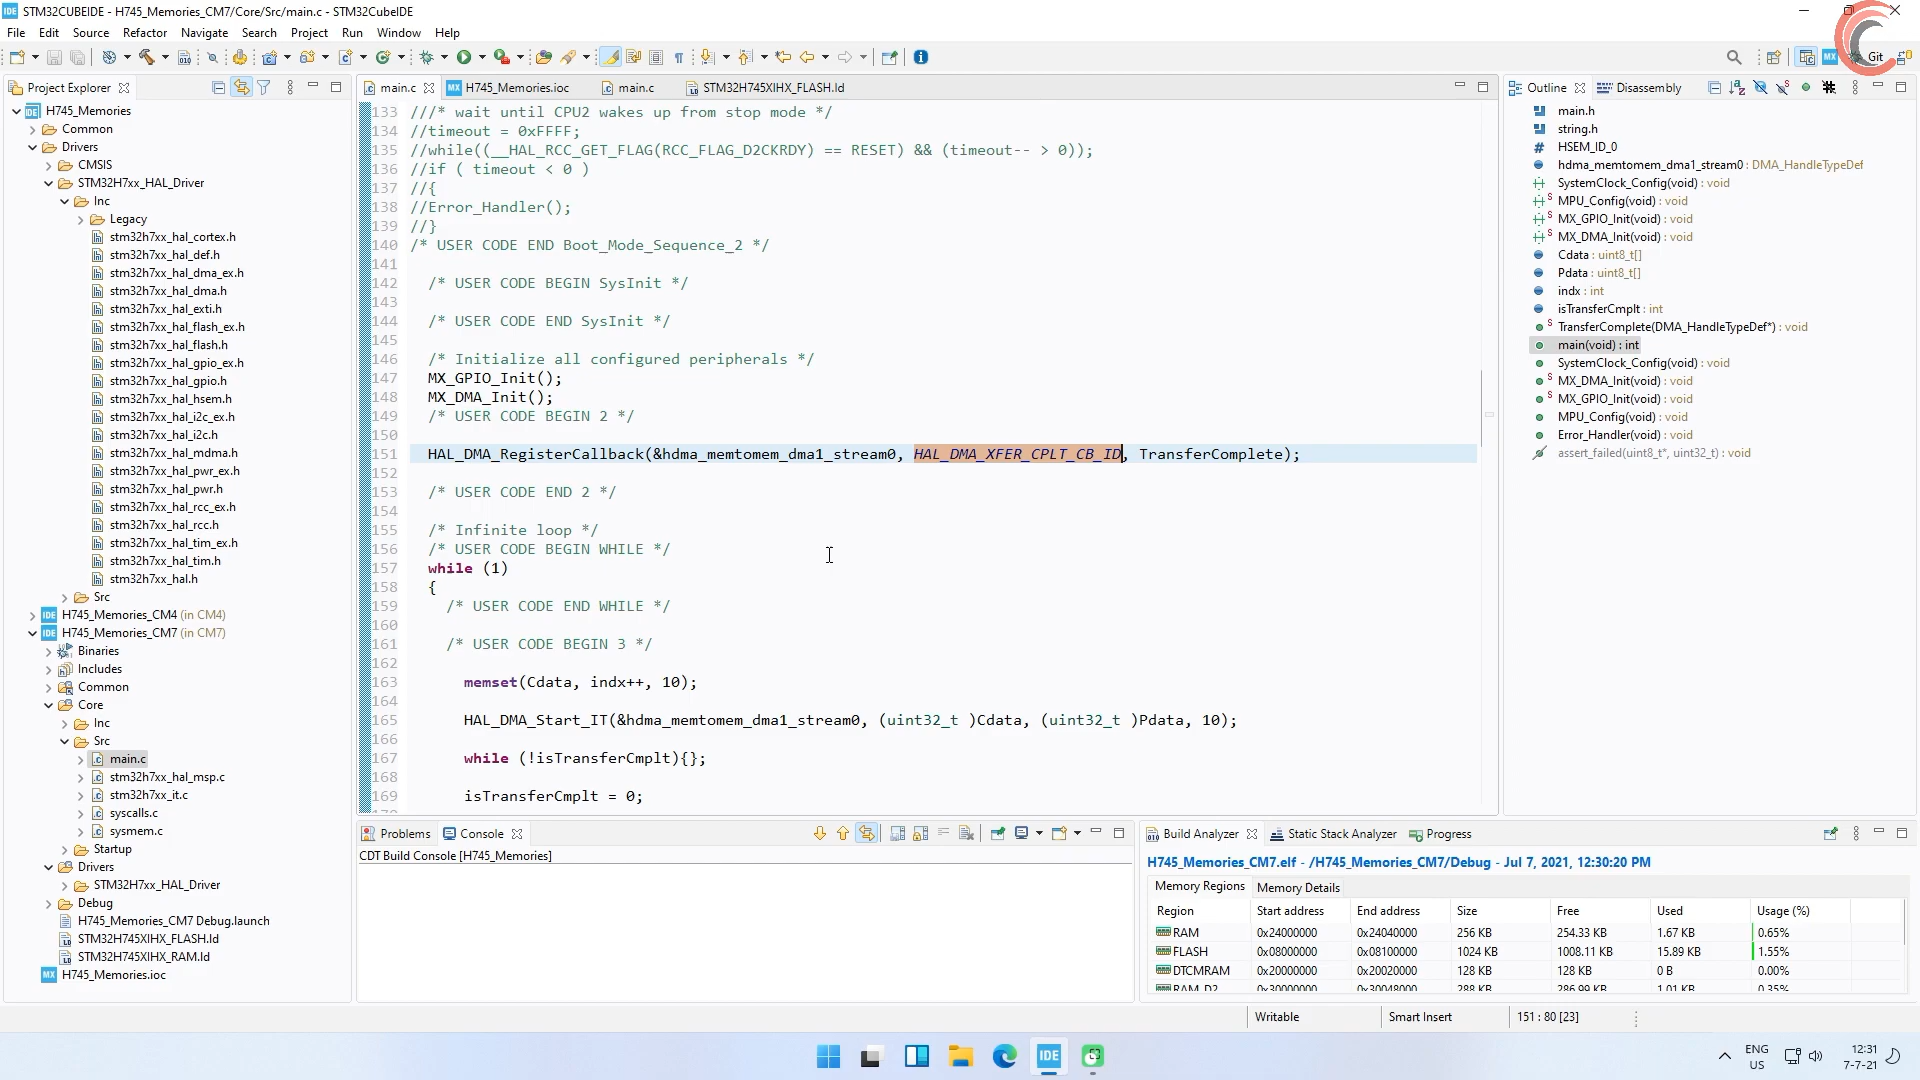 STM32CUBEIDE - H745_Memories_CM7/Core/Src/main.c - STM32CubeIDE
File Edit Source Refactor Navigate Search Project Run Window Help
Git
Project Explorer
H745_Memories
Common
Drivers
CMSIS
STM32H7xx_HAL_Driver
Inc
Legacy
stm32h7xx_hal_cortex.h
stm32h7xx_hal_def.h
stm32h7xx_hal_dma_ex.h
stm32h7xx_hal_dma.h
stm32h7xx_hal_exti.h
stm32h7xx_hal_flash_ex.h
stm32h7xx_hal_flash.h
stm32h7xx_hal_gpio_ex.h
stm32h7xx_hal_gpio.h
stm32h7xx_hal_hsem.h
stm32h7xx_hal_i2c_ex.h
stm32h7xx_hal_i2c.h
stm32h7xx_hal_mdma.h
stm32h7xx_hal_pwr_ex.h
stm32h7xx_hal_pwr.h
stm32h7xx_hal_rcc_ex.h
stm32h7xx_hal_rcc.h
stm32h7xx_hal_tim_ex.h
stm32h7xx_hal_tim.h
stm32h7xx_hal.h
Src
H745_Memories_CM4 (in CM4)
H745_Memories_CM7 (in CM7)
Binaries
Includes
Common
Core
Inc
Src
main.c
stm32h7xx_hal_msp.c
stm32h7xx_it.c
syscalls.c
sysmem.c
Startup
Drivers
STM32H7xx_HAL_Driver
Debug
H745_Memories_CM7 Debug.launch
STM32H745XIHX_FLASH.ld
STM32H745XIHX_RAM.ld
H745_Memories.ioc
main.c H745_Memories.ioc main.c STM32H745XIHX_FLASH.ld
133 ///* wait until CPU2 wakes up from stop mode */
134 //timeout = 0xFFFF;
135 //while((__HAL_RCC_GET_FLAG(RCC_FLAG_D2CKRDY) == RESET) && (timeout-- > 0));
136 //if ( timeout < 0 )
137 //{
138 //Error_Handler();
139 //}
140 /* USER CODE END Boot_Mode_Sequence_2 */
141
142 /* USER CODE BEGIN SysInit */
143
144 /* USER CODE END SysInit */
145
146 /* Initialize all configured peripherals */
147 MX_GPIO_Init();
148 MX_DMA_Init();
149 /* USER CODE BEGIN 2 */
150
151 HAL_DMA_RegisterCallback(&hdma_memtomem_dma1_stream0, HAL_DMA_XFER_CPLT_CB_ID, TransferComplete);
152
153 /* USER CODE END 2 */
154
155 /* Infinite loop */
156 /* USER CODE BEGIN WHILE */
157 while (1)
158 {
159 /* USER CODE END WHILE */
160
161 /* USER CODE BEGIN 3 */
162
163 memset(Cdata, indx++, 10);
164
165 HAL_DMA_Start_IT(&hdma_memtomem_dma1_stream0, (uint32_t )Cdata, (uint32_t )Pdata, 10);
166
167 while (!isTransferCmplt){};
168
169 isTransferCmplt = 0;
Outline Disassembly
main.h
string.h
HSEM_ID_0
hdma_memtomem_dma1_stream0 : DMA_HandleTypeDef
SystemClock_Config(void) : void
MPU_Config(void) : void
MX_GPIO_Init(void) : void
MX_DMA_Init(void) : void
Cdata : uint8_t[]
Pdata : uint8_t[]
indx : int
isTransferCmplt : int
TransferComplete(DMA_HandleTypeDef*) : void
main(void) : int
SystemClock_Config(void) : void
MX_DMA_Init(void) : void
MX_GPIO_Init(void) : void
MPU_Config(void) : void
Error_Handler(void) : void
assert_failed(uint8_t*, uint32_t) : void
Problems Console
CDT Build Console [H745_Memories]
Build Analyzer Static Stack Analyzer Progress
H745_Memories_CM7.elf - /H745_Memories_CM7/Debug - Jul 7, 2021, 12:30:20 PM
Memory Regions Memory Details
Region Start address End address Size Free Used Usage (%)
RAM 0x24000000 0x24040000 256 KB 254.33 KB 1.67 KB 0.65%
FLASH 0x08000000 0x08100000 1024 KB 1008.11 KB 15.89 KB 1.55%
DTCMRAM 0x20000000 0x20020000 128 KB 128 KB 0 B 0.00%
RAM_D2 0x30000000 0x30048000 288 KB 286.99 KB 1.01 KB 0.35%
Writable Smart Insert 151 : 80 [23]
IDE
ENG
US
12:31
7-7-21